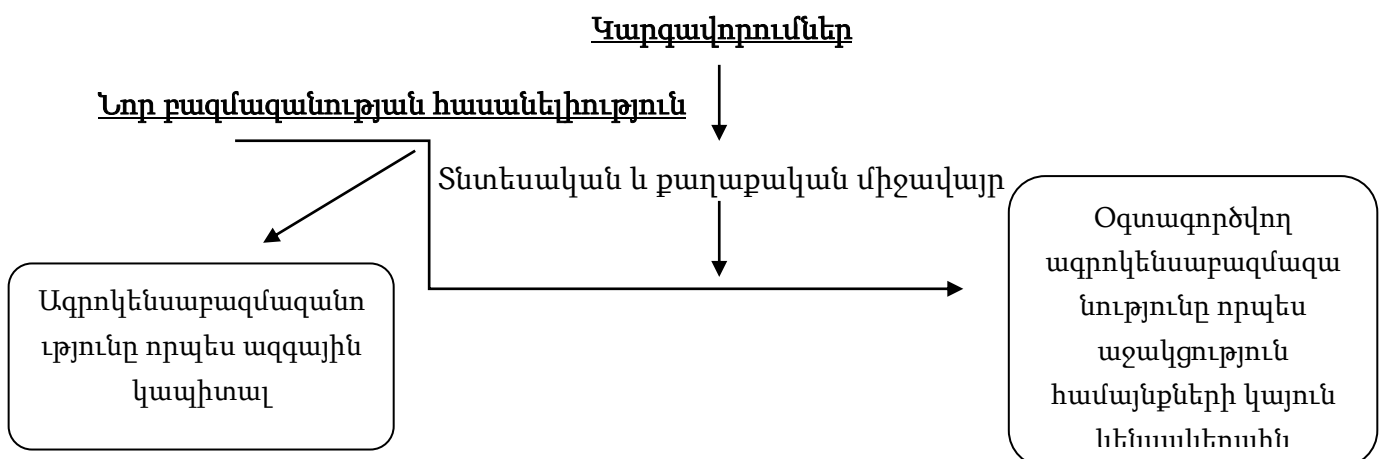 Կարգավորումներ
Նոր բազմազանության հասանելիություն
Տնտեսական և քաղաքական միջավայր
Ագրոկենսաբազմազանո
ւթյունը որպես ազգային
կապիտալ
Օգտագործվող
ագրոկենսաբազմազա
նությունը որպես
աջակցություն
համայնքների կայուն